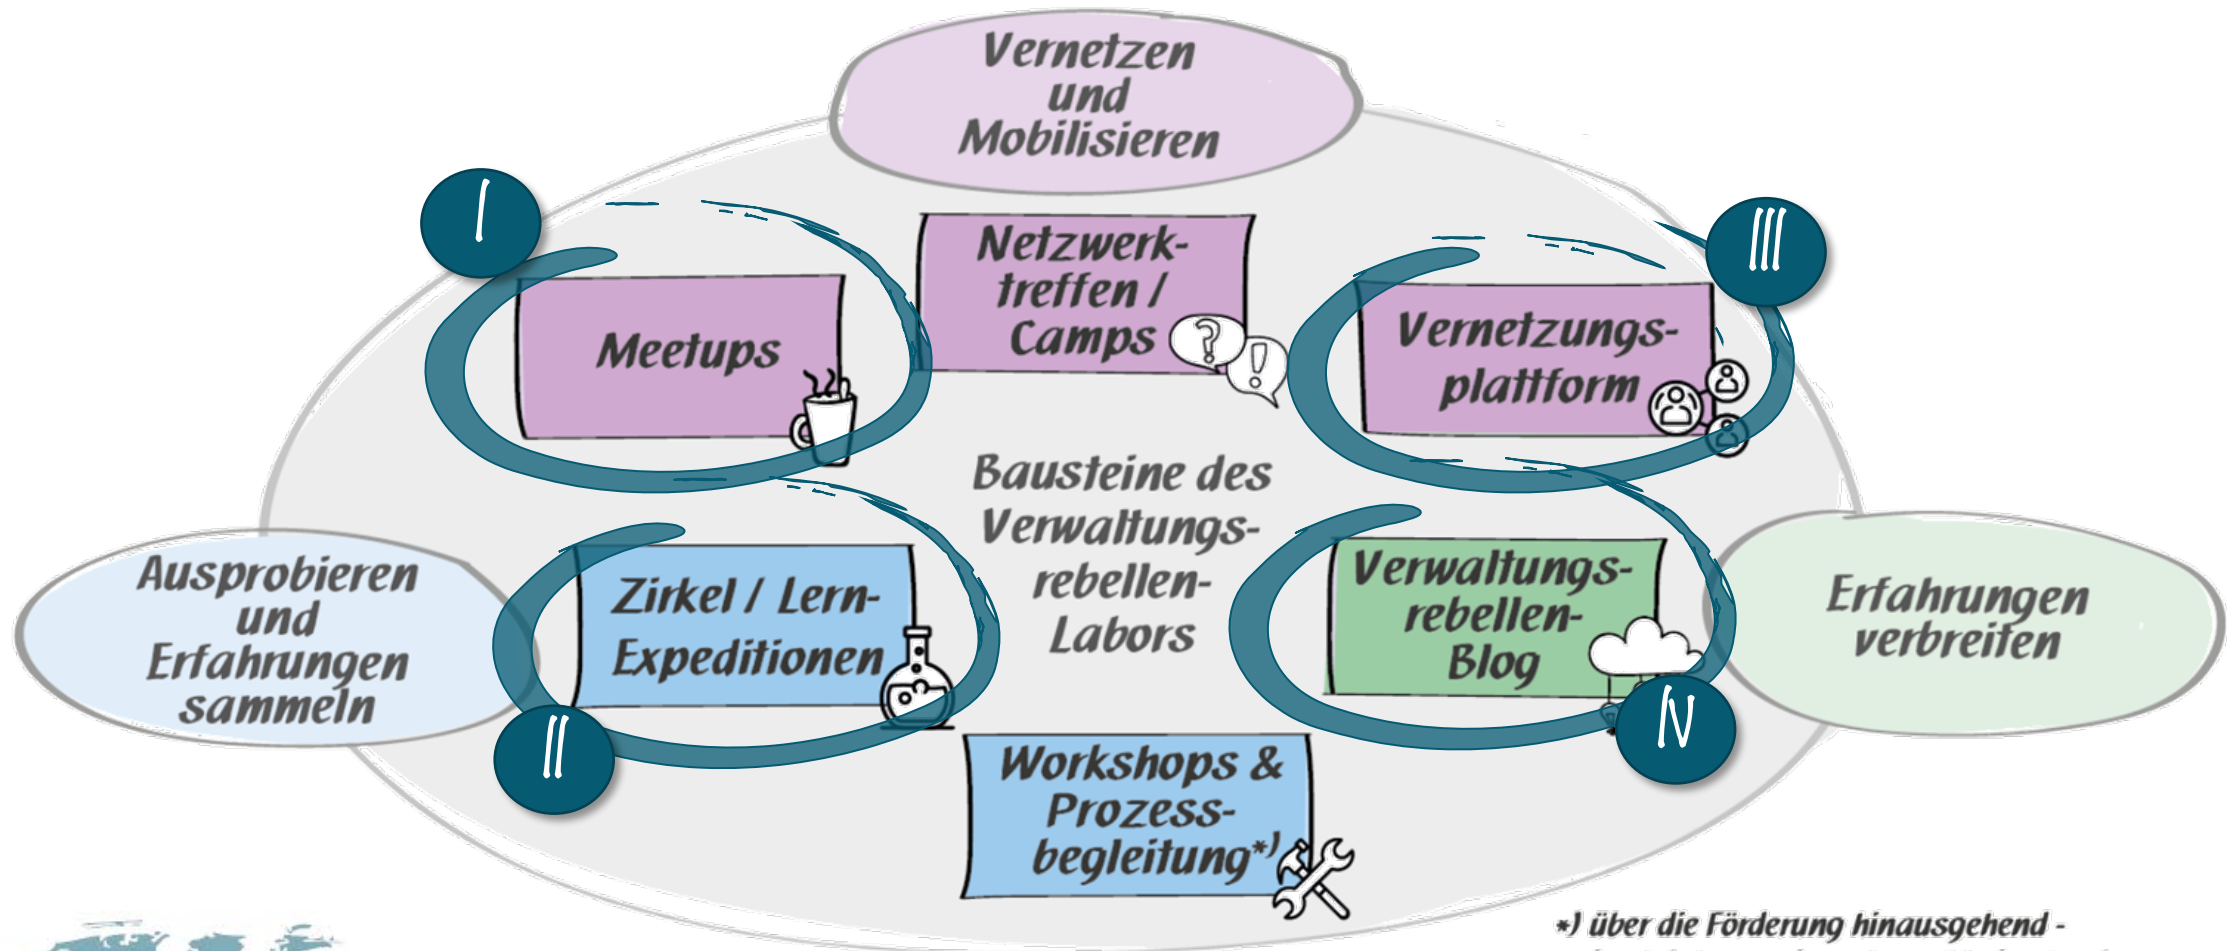 Vernetzen
und
Mobilisieren
I
III
Netzwerk-
treffen /
Camps
Meetups
Vernetzungs-
plattform
Bausteine des
Verwaltungs-
rebellen-
Labors
Ausprobieren
und
Erfahrungen
sammeln
Zirkel / Lern-
Expeditionen
Verwaltungs-
rebellen-
Blog
Erfahrungen
verbreiten
II
IV
Workshops &
Prozess-
begleitung*)
*) über die Förderung hinausgehend -